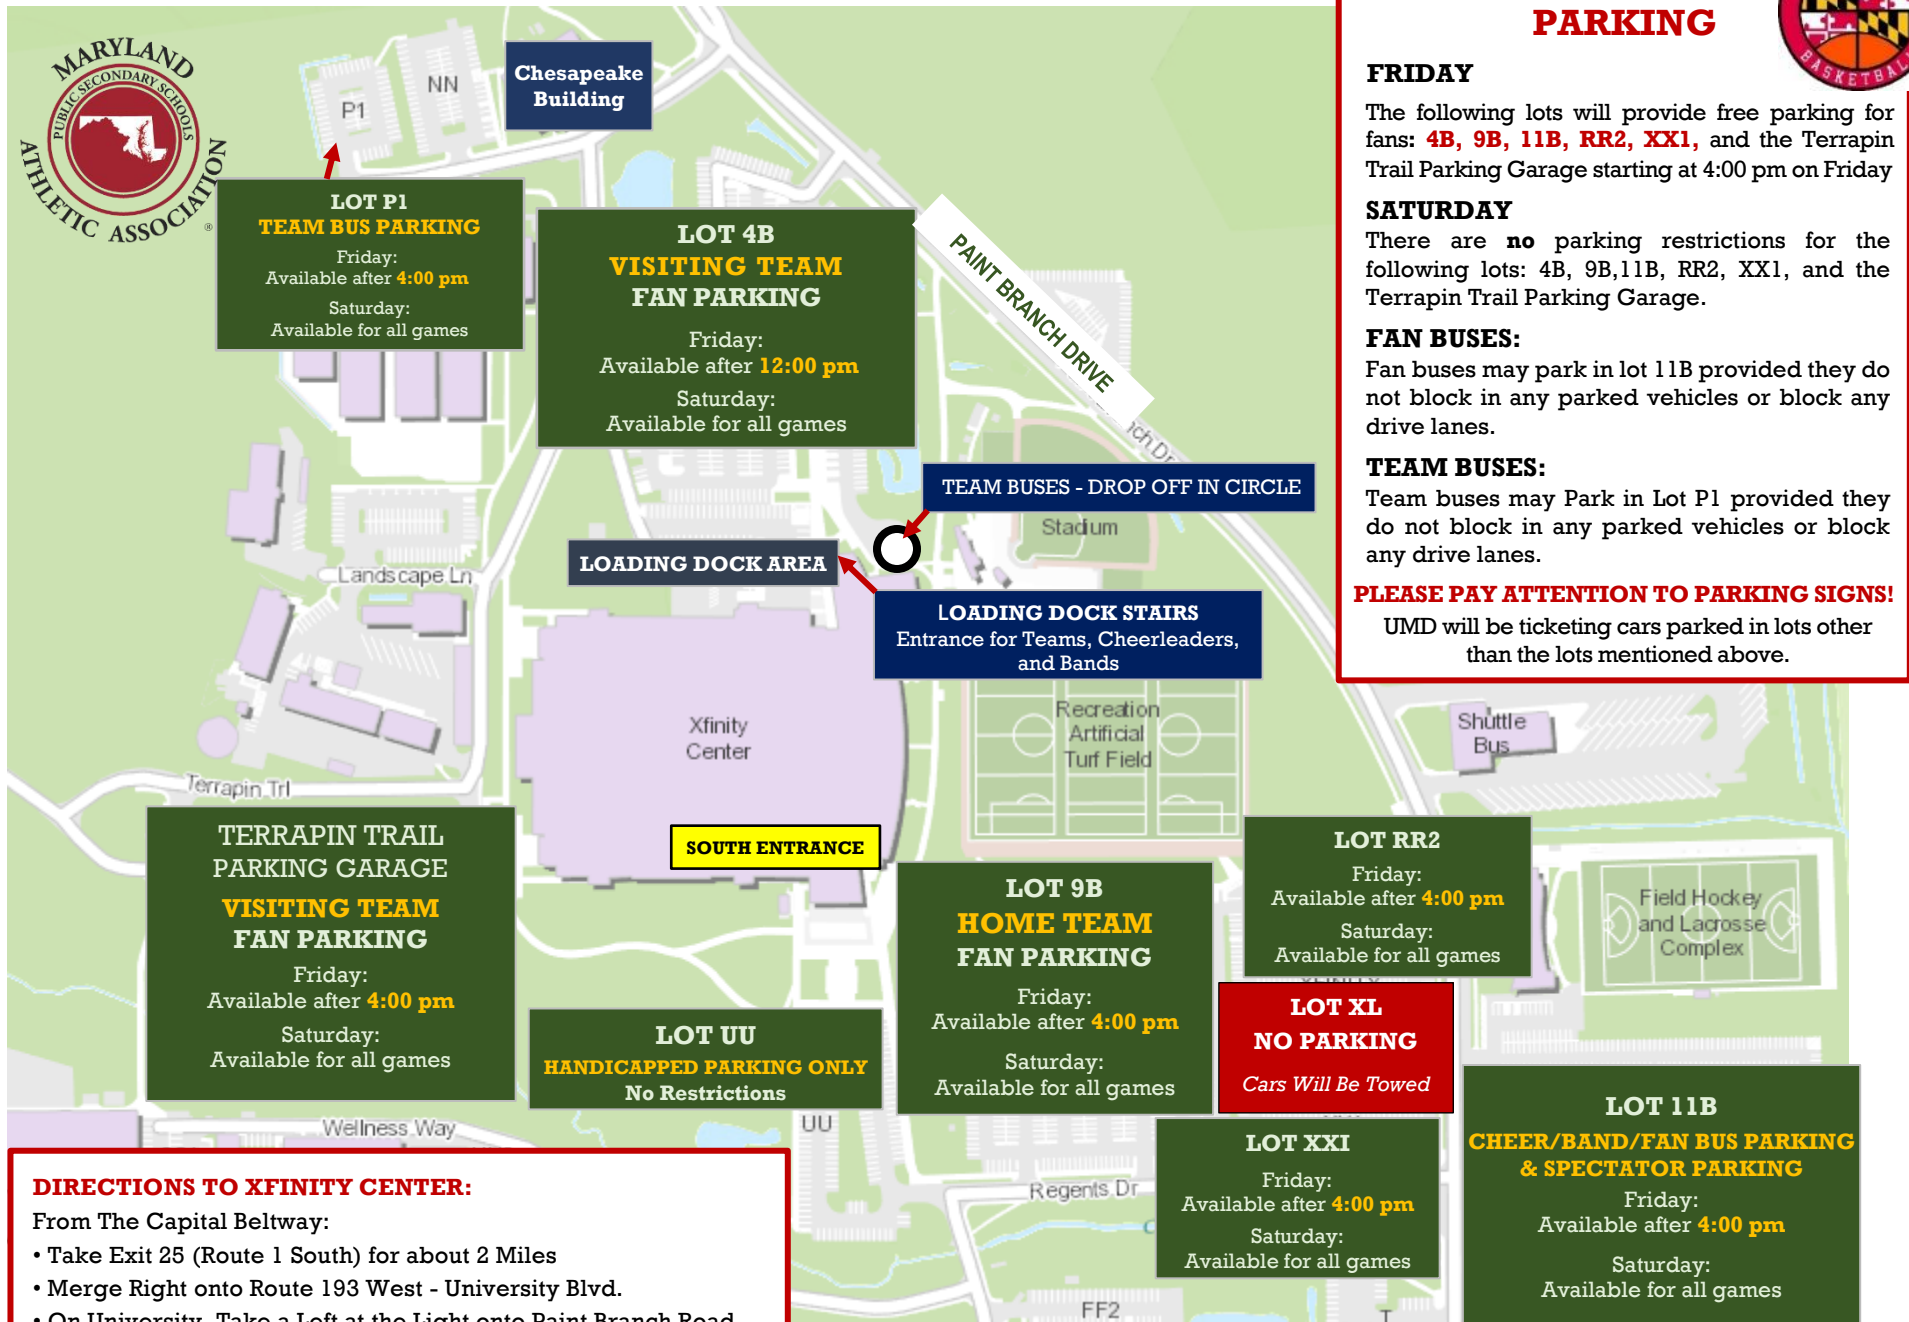 MARYLAND
PUBLIC SECONDARY SCHOOLS
ATHLETIC ASSOCIATION
®
P1
NN
Chesapeake
Building
PARKING
BASKETBALL
FRIDAY
The following lots will provide free parking for
fans: 4B, 9B, 11B, RR2, XX1, and the Terrapin
Trail Parking Garage starting at 4:00 pm on Friday
SATURDAY
There are no parking restrictions for the
following lots: 4B, 9B,11B, RR2, XX1, and the
Terrapin Trail Parking Garage.
FAN BUSES:
Fan buses may park in lot 11B provided they do
not block in any parked vehicles or block any
drive lanes.
TEAM BUSES:
Team buses may Park in Lot P1 provided they
do not block in any parked vehicles or block
any drive lanes.
PLEASE PAY ATTENTION TO PARKING SIGNS!
UMD will be ticketing cars parked in lots other
than the lots mentioned above.
LOT P1
TEAM BUS PARKING
Friday:
Available after 4:00 pm
Saturday:
Available for all games
LOT 4B
VISITING TEAM
FAN PARKING
Friday:
Available after 12:00 pm
Saturday:
Available for all games
PAINT BRANCH DRIVE
nch Dr
TEAM BUSES - DROP OFF IN CIRCLE
Stadium
LOADING DOCK AREA
Landscape Ln
LOADING DOCK STAIRS
Entrance for Teams, Cheerleaders,
and Bands
Xfinity
Center
Recreation
Artificial
Turf Field
Shuttle
Bus
Terrapin Trl
SOUTH ENTRANCE
TERRAPIN TRAIL
PARKING GARAGE
VISITING TEAM
FAN PARKING
Friday:
Available after 4:00 pm
Saturday:
Available for all games
LOT RR2
Friday:
Available after 4:00 pm
Saturday:
Available for all games
Field Hockey
and Lacrosse
Complex
LOT 9B
HOME TEAM
FAN PARKING
Friday:
Available after 4:00 pm
Saturday:
Available for all games
LOT UU
HANDICAPPED PARKING ONLY
No Restrictions
LOT XL
NO PARKING
Cars Will Be Towed
LOT 11B
CHEER/BAND/FAN BUS PARKING
& SPECTATOR PARKING
Friday:
Available after 4:00 pm
Saturday:
Available for all games
UU
Wellness Way
LOT XXI
Friday:
Available after 4:00 pm
Saturday:
Available for all games
Regents Dr
FF2
T
DIRECTIONS TO XFINITY CENTER:
From The Capital Beltway:
• Take Exit 25 (Route 1 South) for about 2 Miles
• Merge Right onto Route 193 West - University Blvd.
• On University, Take a Left at the Light onto Paint Branch Road